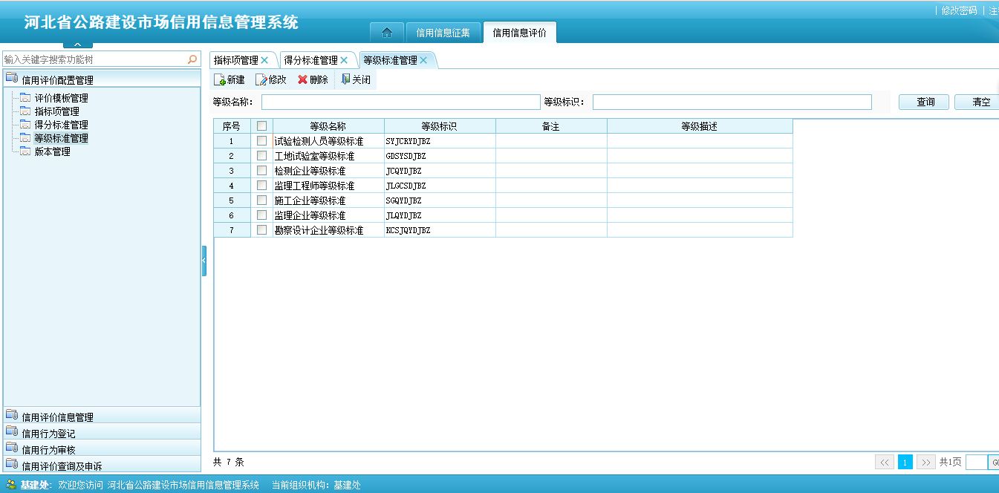 河北省公路建设市场信用信息管理系统
| 修改密码 | 注
信用信息征集 信用信息评价
输入关键字搜索功能树
信用评价配置管理
评价模板管理
指标项管理
得分标准管理
等级标准管理
版本管理
信用评价信息管理
信用行为登记
信用行为审核
信用评价查询及申诉
指标项管理 得分标准管理 等级标准管理
新建 修改 删除 关闭
等级名称: 等级标识: 查询 清空
序号 等级名称 等级标识 备注 等级描述
1 试验检测人员等级标准 SYJCRYDJBZ
2 工地试验室等级标准 GDSYSDJBZ
3 检测企业等级标准 JCQYDJBZ
4 监理工程师等级标准 JLGCSDJBZ
5 施工企业等级标准 SGQYDJBZ
6 监理企业等级标准 JLQYDJBZ
7 勘察设计企业等级标准 KCSJQYDJBZ
共 7 条
<< 1 >> 共1页
基建处: 欢迎您访问 河北省公路建设市场信用信息管理系统 当前组织机构: 基建处